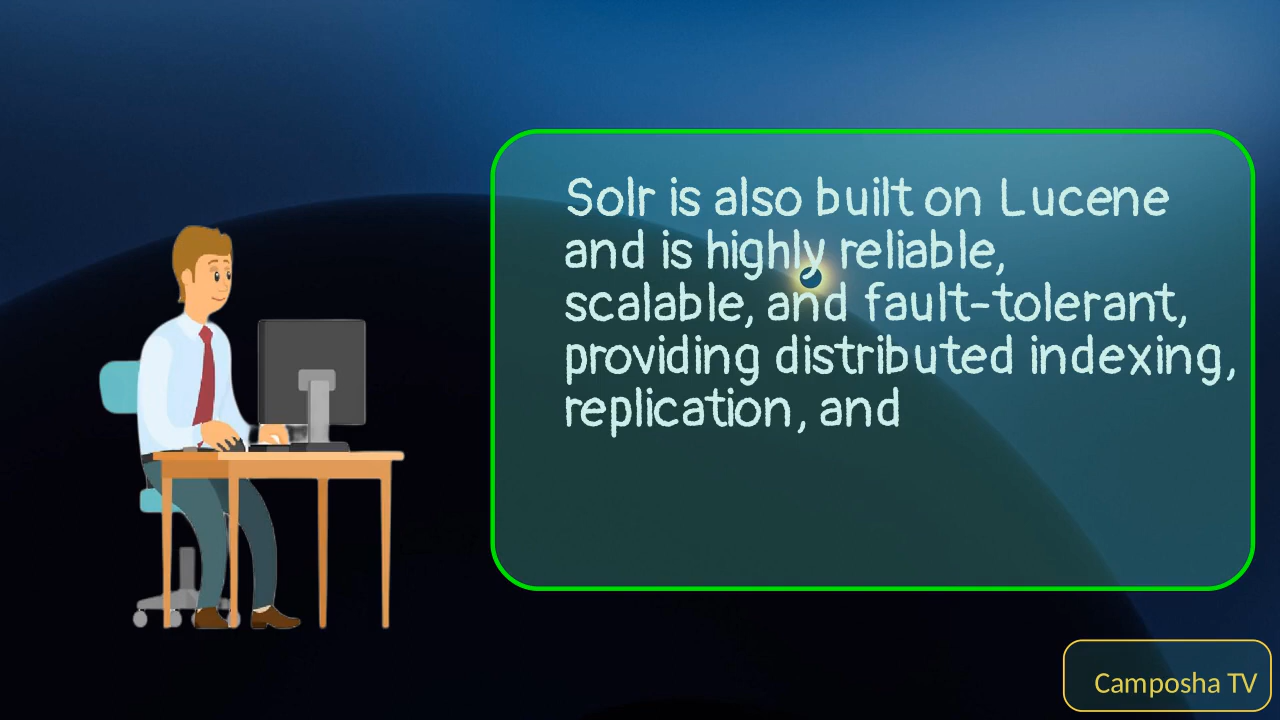 Solr is also built on Lucene
and is highly reliable,
scalable, and fault-tolerant,
providing distributed indexing,
replication, and
Camposha TV